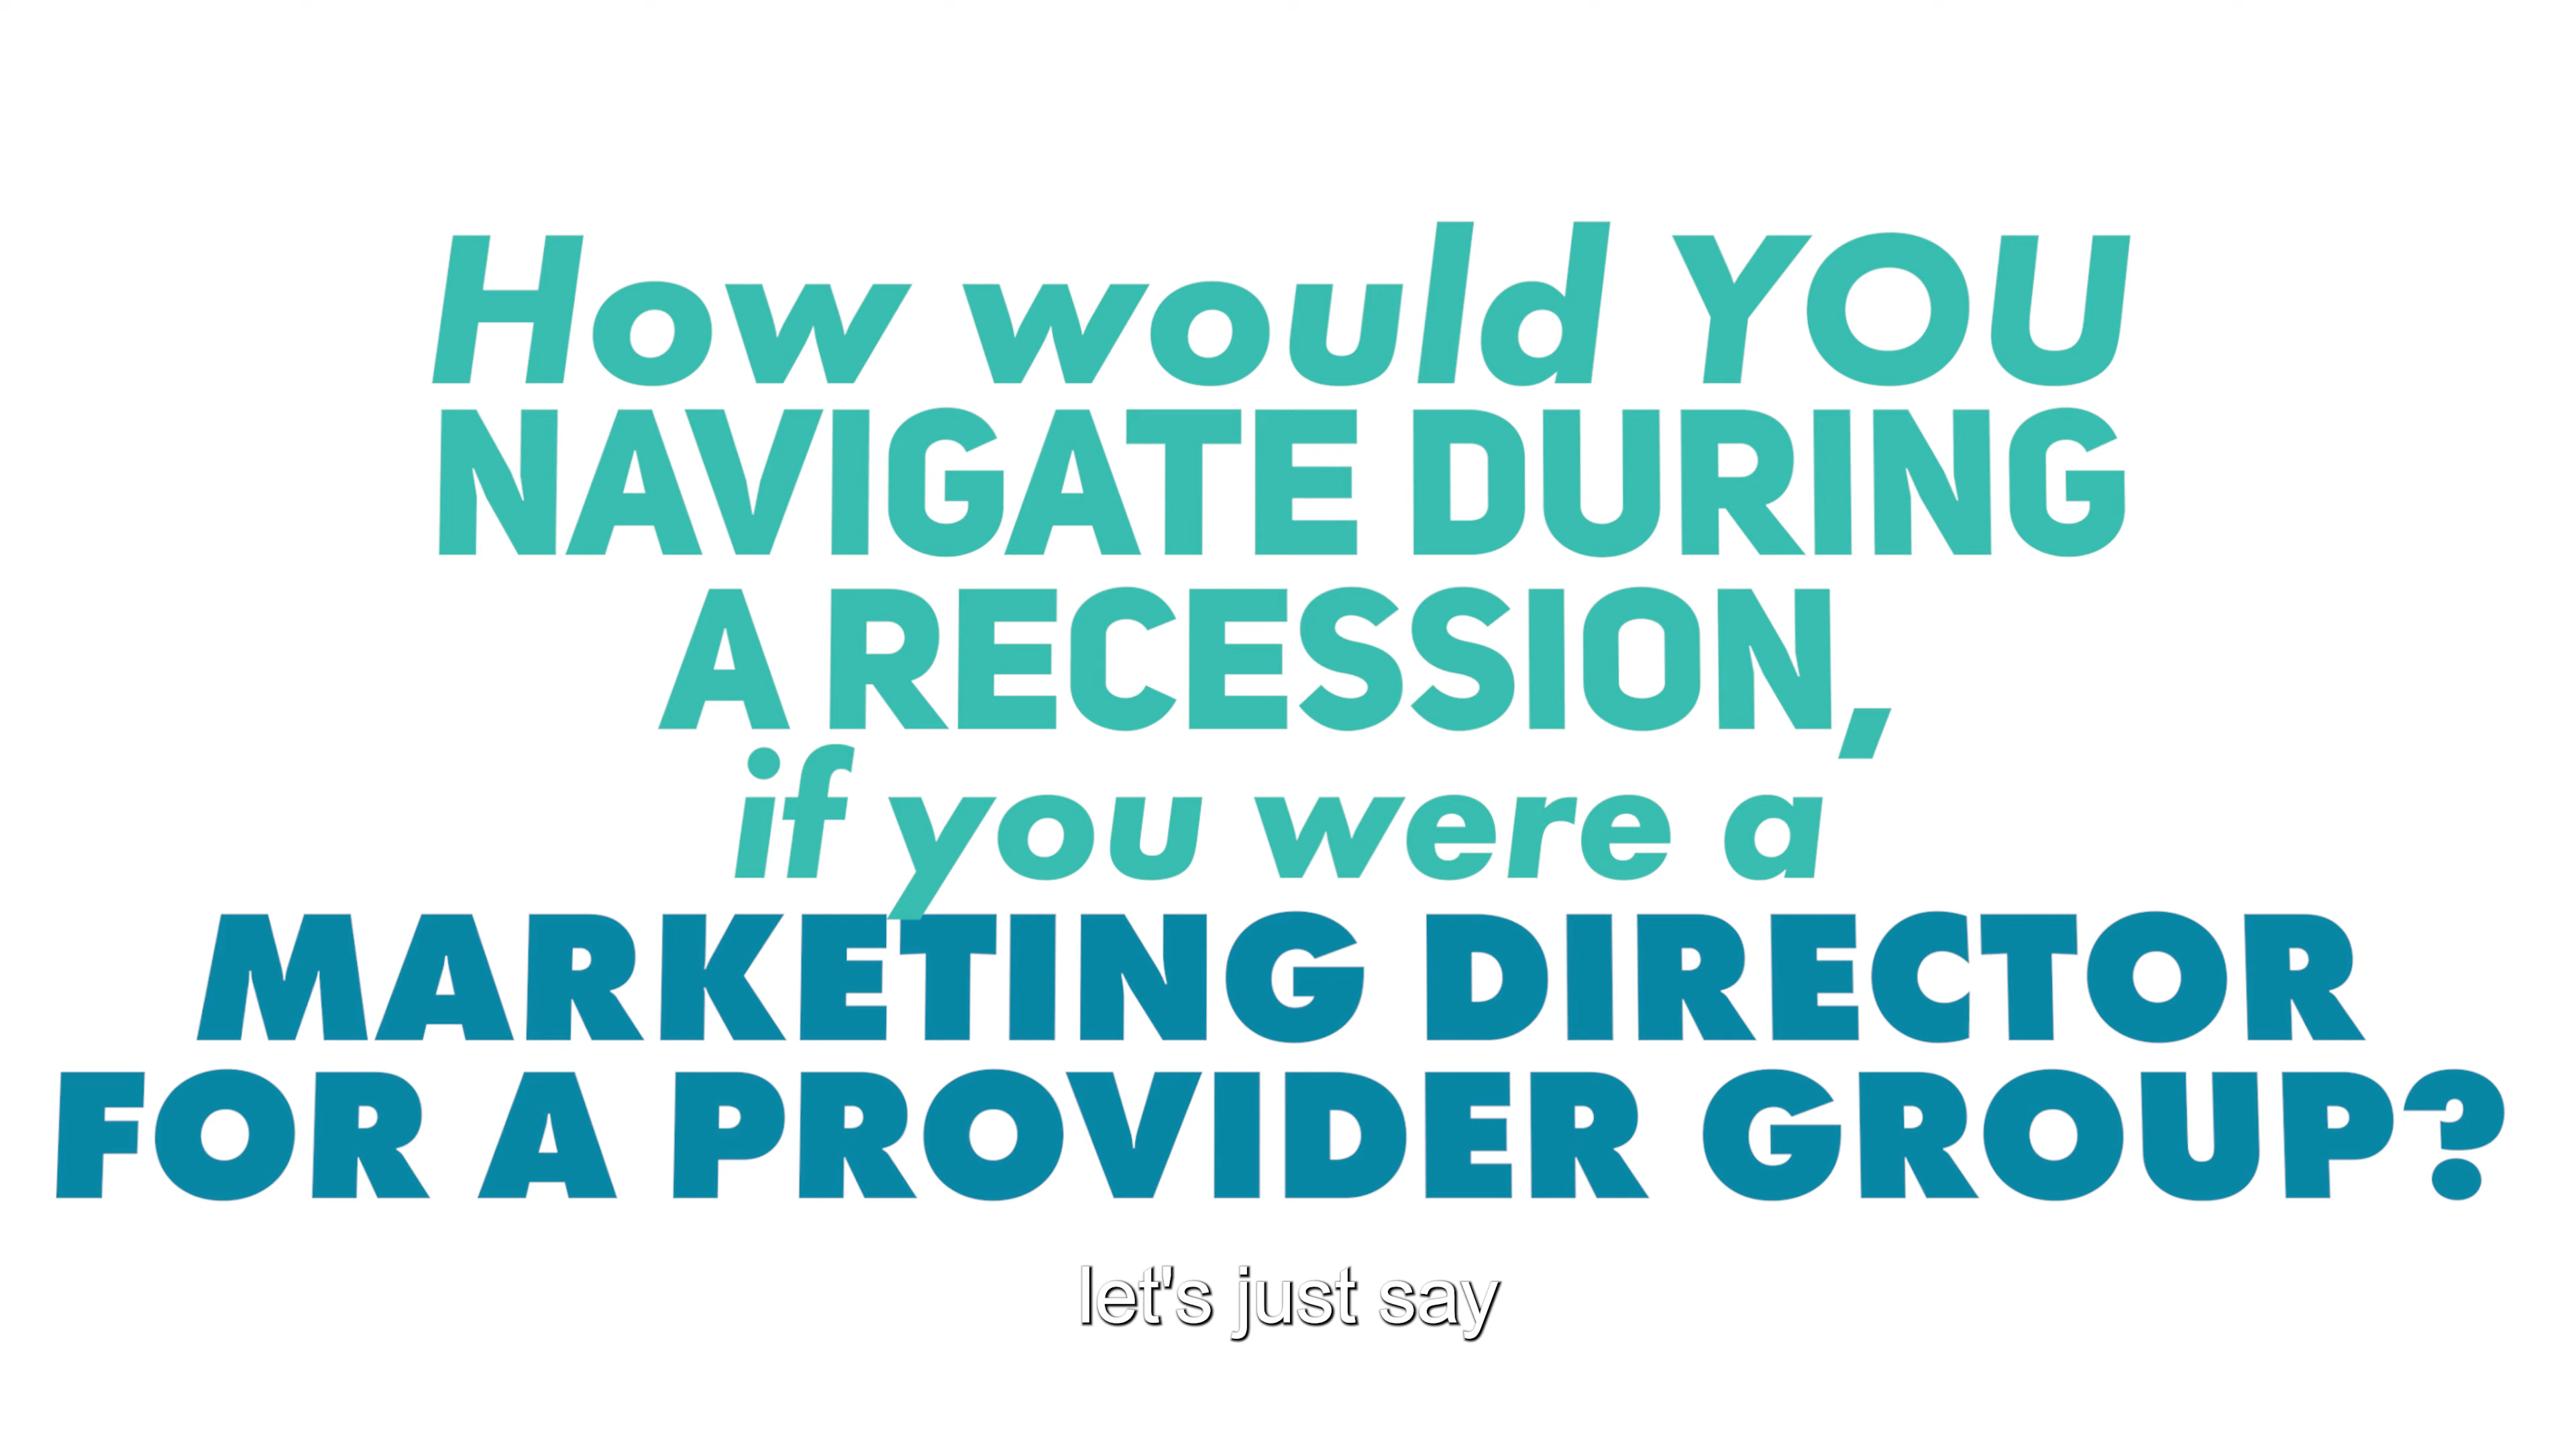 How would YOU
NAVIGATE DURING
A RECESSION,
if you were a
MARKETING DIRECTOR
FOR A PROVIDER GROUP?
let's just say